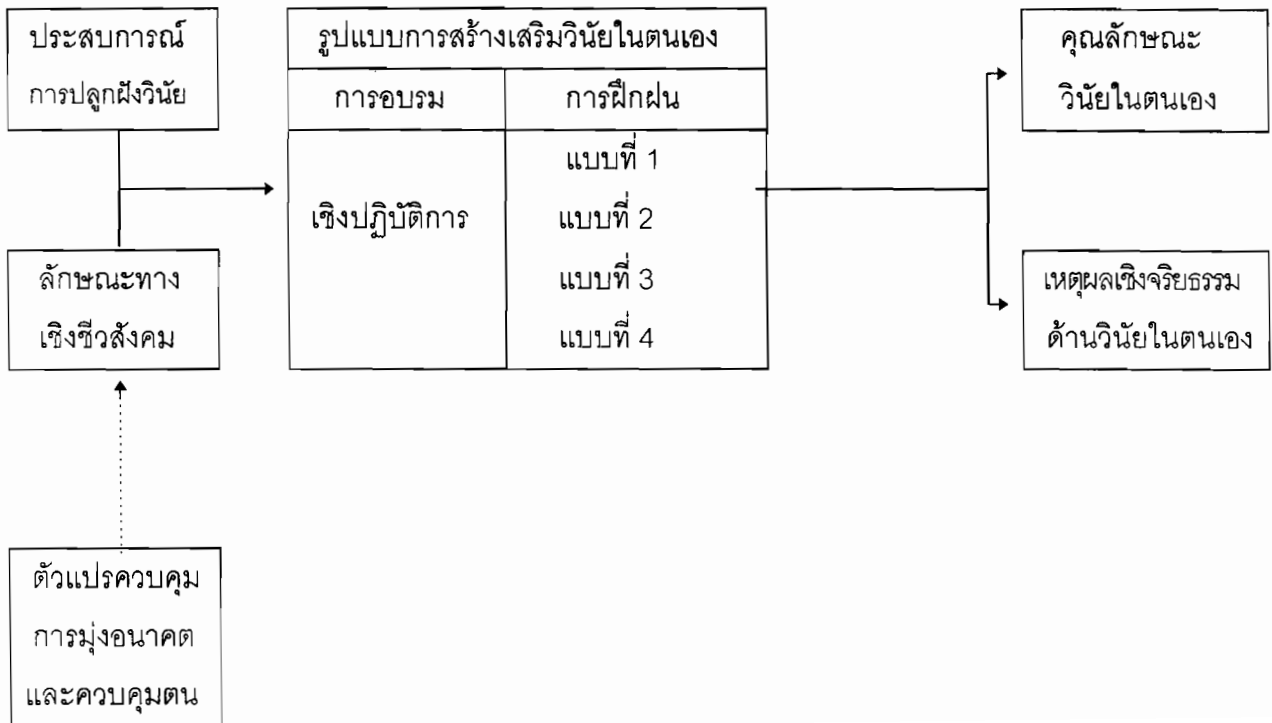 ประสบการณ์
การปลูกฝังวินัย
ลักษณะทาง
เชิงชีวสังคม
ตัวแปรควบคุม
การมุ่งอนาคต
และควบคุมตน
รูปแบบการสร้างเสริมวินัยในตนเอง
การอบรม
การฝึกฝน
เชิงปฏิบัติการ
แบบที่ 1
แบบที่ 2
แบบที่ 3
แบบที่ 4
คุณลักษณะ
วินัยในตนเอง
เหตุผลเชิงจริยธรรม
ด้านวินัยในตนเอง